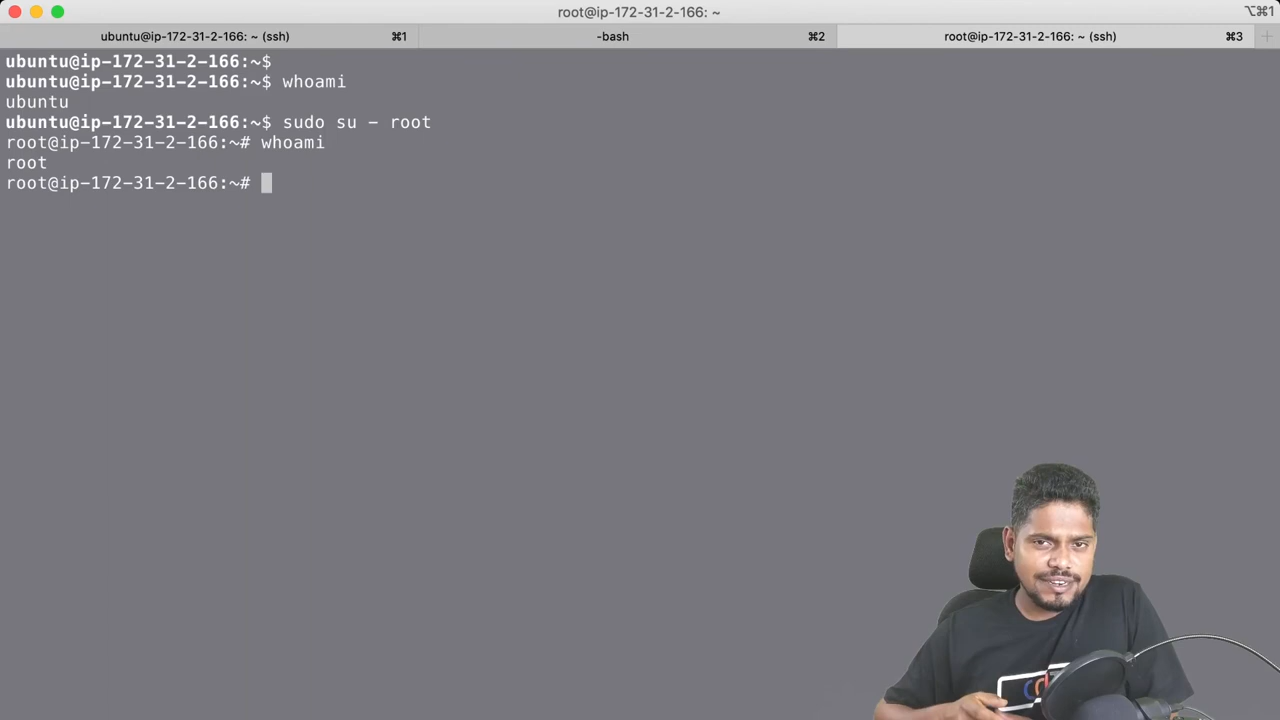 root@ip-172-31-2-166: ~
⌥⌘1
ubuntu@ip-172-31-2-166: ~ (ssh) ⌘1
-bash ⌘2
root@ip-172-31-2-166: ~ (ssh) ⌘3 +
ubuntu@ip-172-31-2-166:~$
ubuntu@ip-172-31-2-166:~$ whoami
ubuntu
ubuntu@ip-172-31-2-166:~$ sudo su - root
root@ip-172-31-2-166:~# whoami
root
root@ip-172-31-2-166:~#